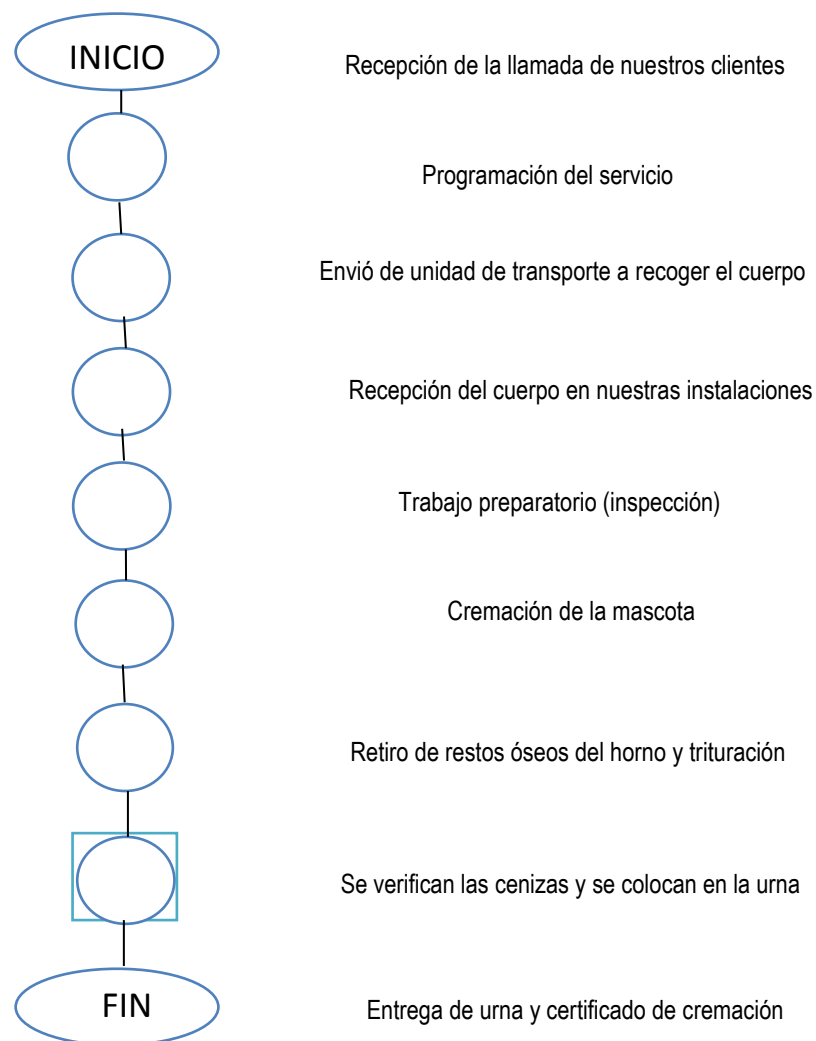 INICIO
Recepción de la llamada de nuestros clientes
Programación del servicio
Envió de unidad de transporte a recoger el cuerpo
Recepción del cuerpo en nuestras instalaciones
Trabajo preparatorio (inspección)
Cremación de la mascota
Retiro de restos óseos del horno y trituración
Se verifican las cenizas y se colocan en la urna
FIN
Entrega de urna y certificado de cremación